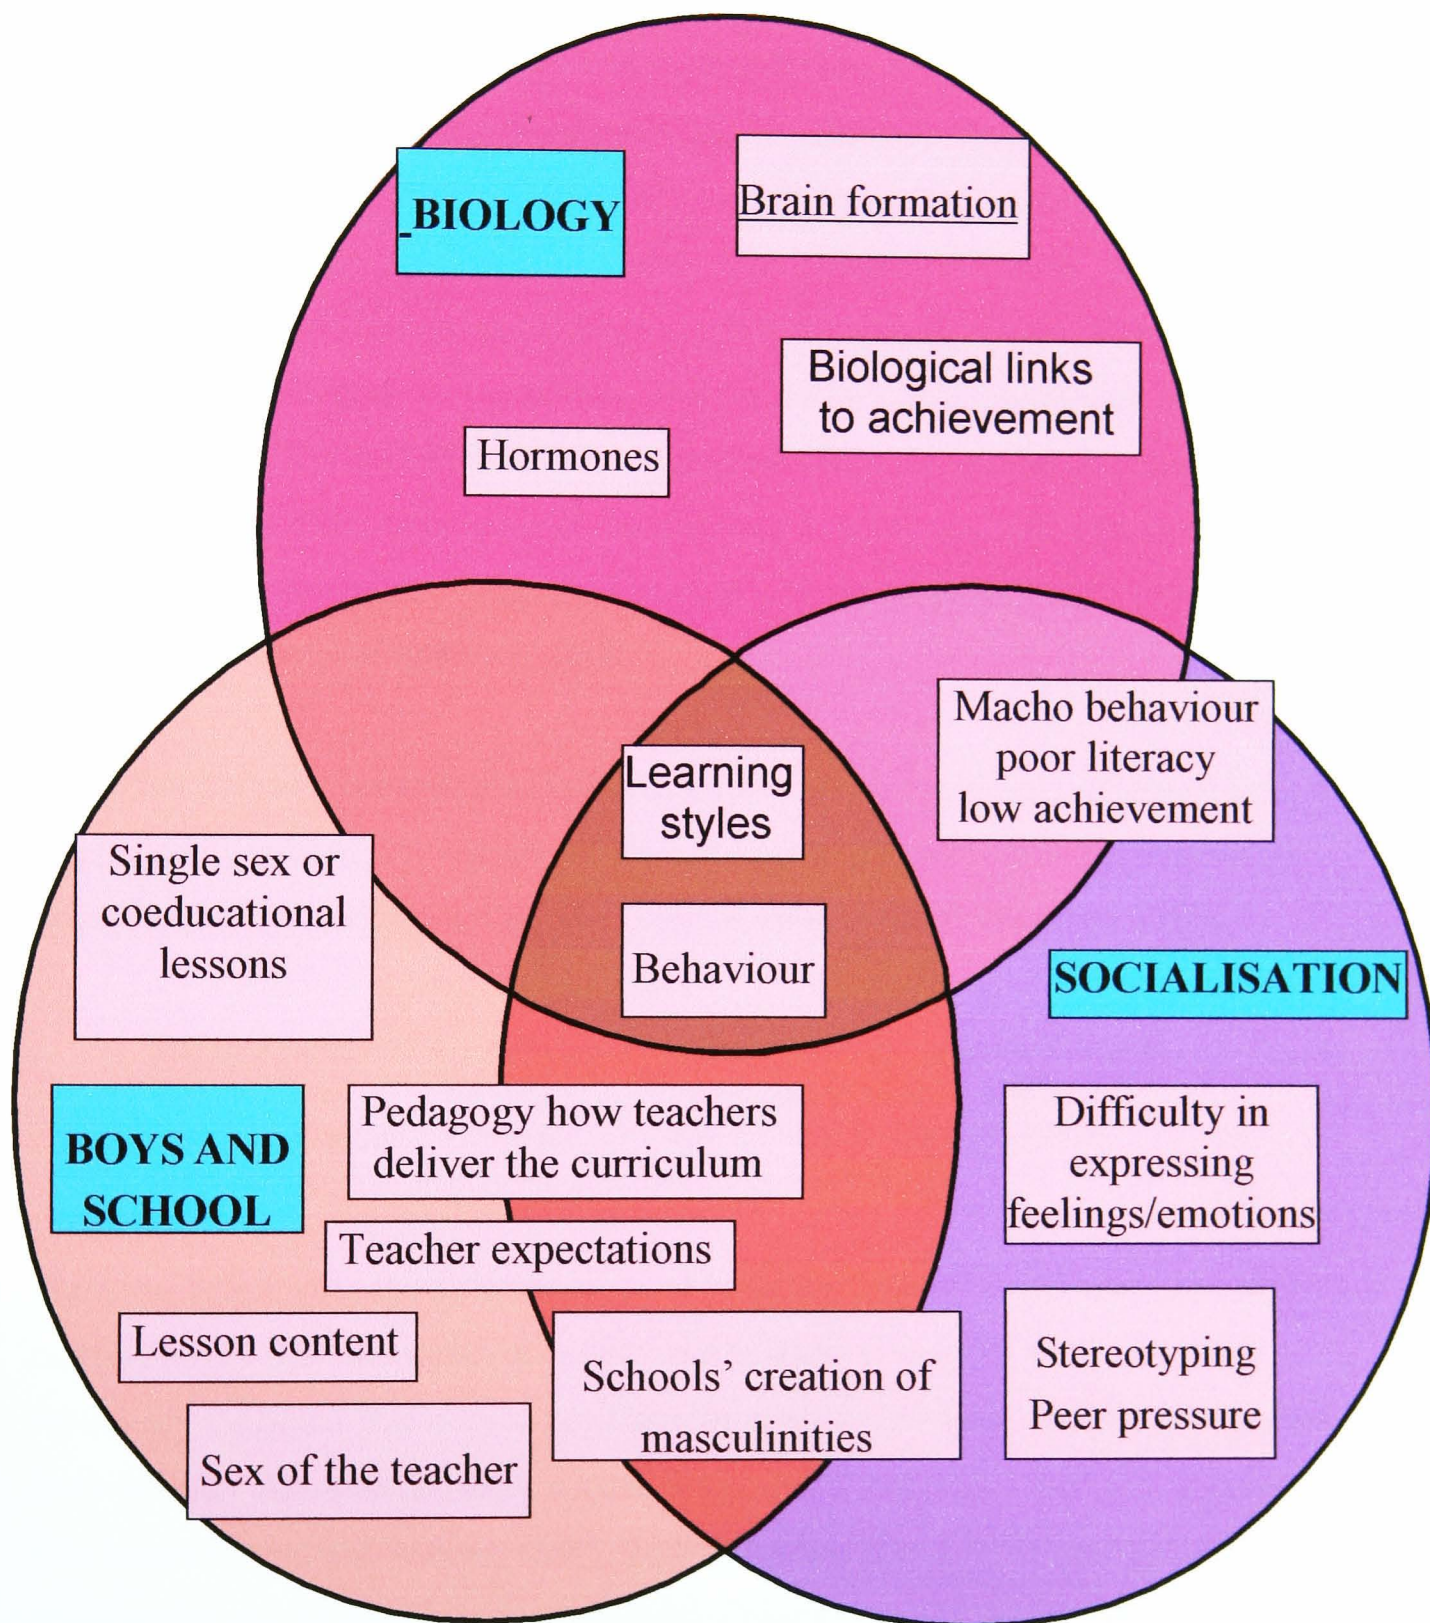 BIOLOGY
Brain formation
Biological links
to achievement
Hormones
Macho behaviour
poor literacy
low achievement
Learning
styles
Single sex or
coeducational
lessons
Behaviour
SOCIALISATION
BOYS AND
SCHOOL
Pedagogy how teachers
deliver the curriculum
Difficulty in
expressing
feelings/emotions
Teacher expectations
Lesson content
Schools’ creation of
masculinities
Stereotyping
Peer pressure
Sex of the teacher